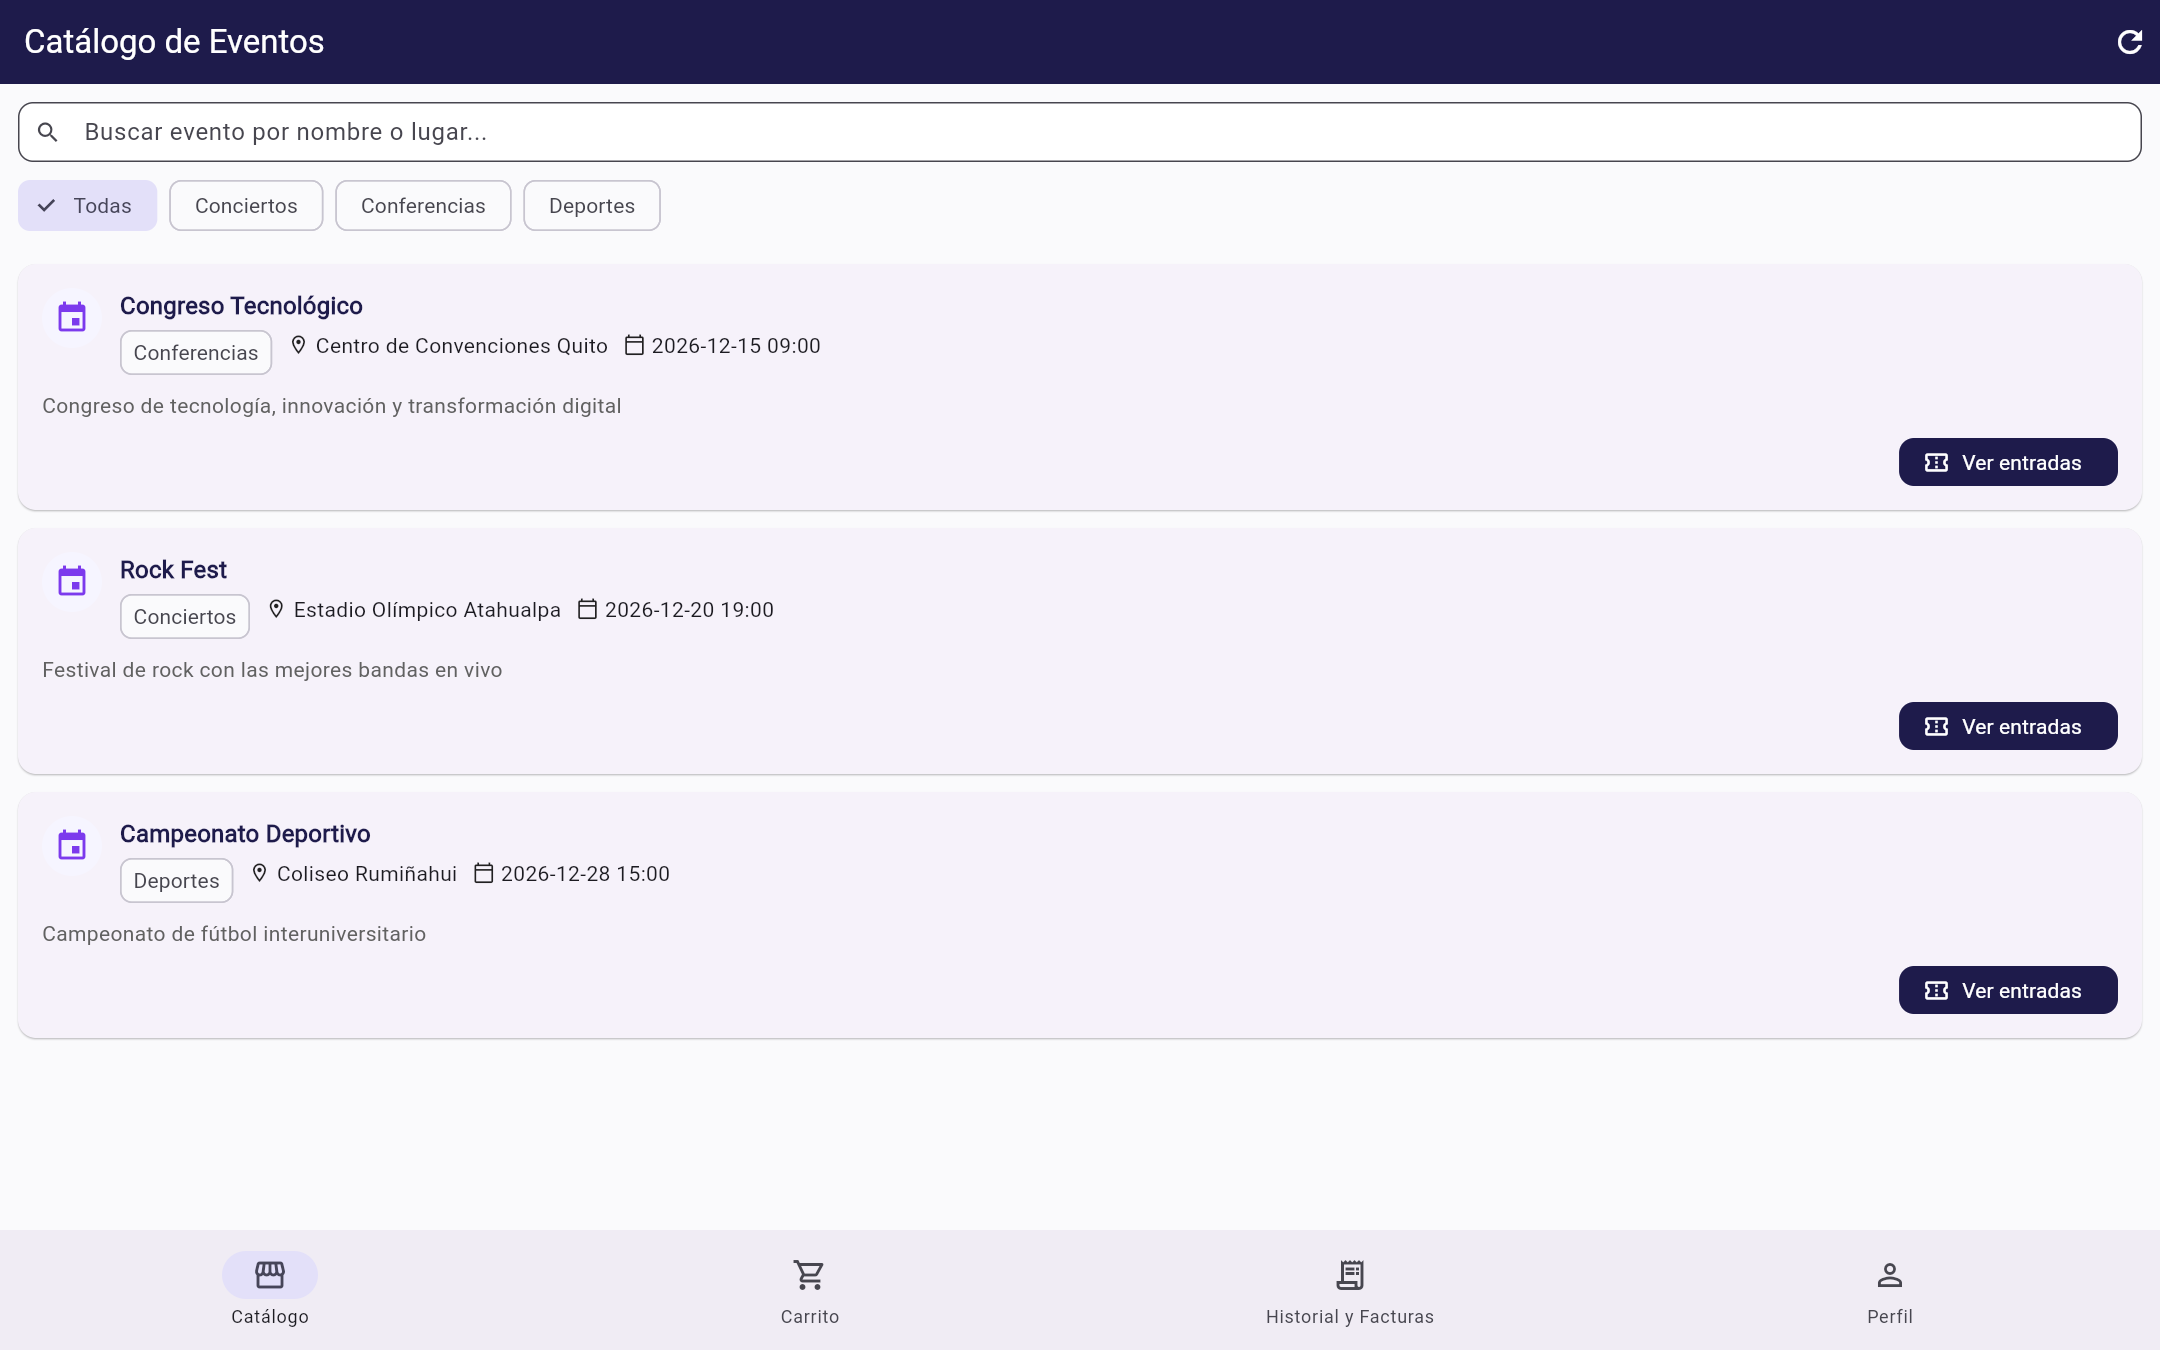 Catálogo de Eventos
Buscar evento por nombre o lugar...
Todas Conciertos Conferencias Deportes
Congreso Tecnológico
Conferencias Centro de Convenciones Quito 2026-12-15 09:00
Congreso de tecnología, innovación y transformación digital
Ver entradas
Rock Fest
Conciertos Estadio Olímpico Atahualpa 2026-12-20 19:00
Festival de rock con las mejores bandas en vivo
Ver entradas
Campeonato Deportivo
Deportes Coliseo Rumiñahui 2026-12-28 15:00
Campeonato de fútbol interuniversitario
Ver entradas
Catálogo Carrito Historial y Facturas Perfil